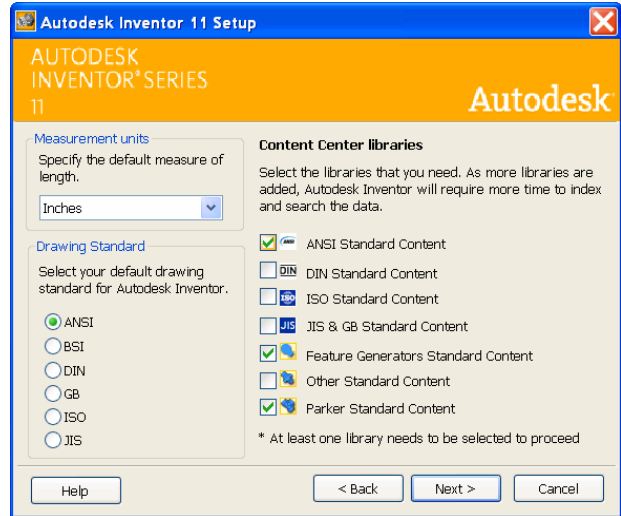 Autodesk Inventor 11 Setup
AUTODESK
INVENTOR® SERIES
11
Autodesk
Measurement units
Specify the default measure of
length.
Inches
Drawing Standard
Select your default drawing
standard for Autodesk Inventor.
ANSI
BSI
DIN
GB
ISO
JIS
Content Center libraries
Select the libraries that you need. As more libraries are
added, Autodesk Inventor will require more time to index
and search the data.
ANSI ANSI Standard Content
DIN DIN Standard Content
ISO ISO Standard Content
JIS JIS & GB Standard Content
Feature Generators Standard Content
Other Standard Content
Parker Standard Content
* At least one library needs to be selected to proceed
Help
< Back
Next >
Cancel